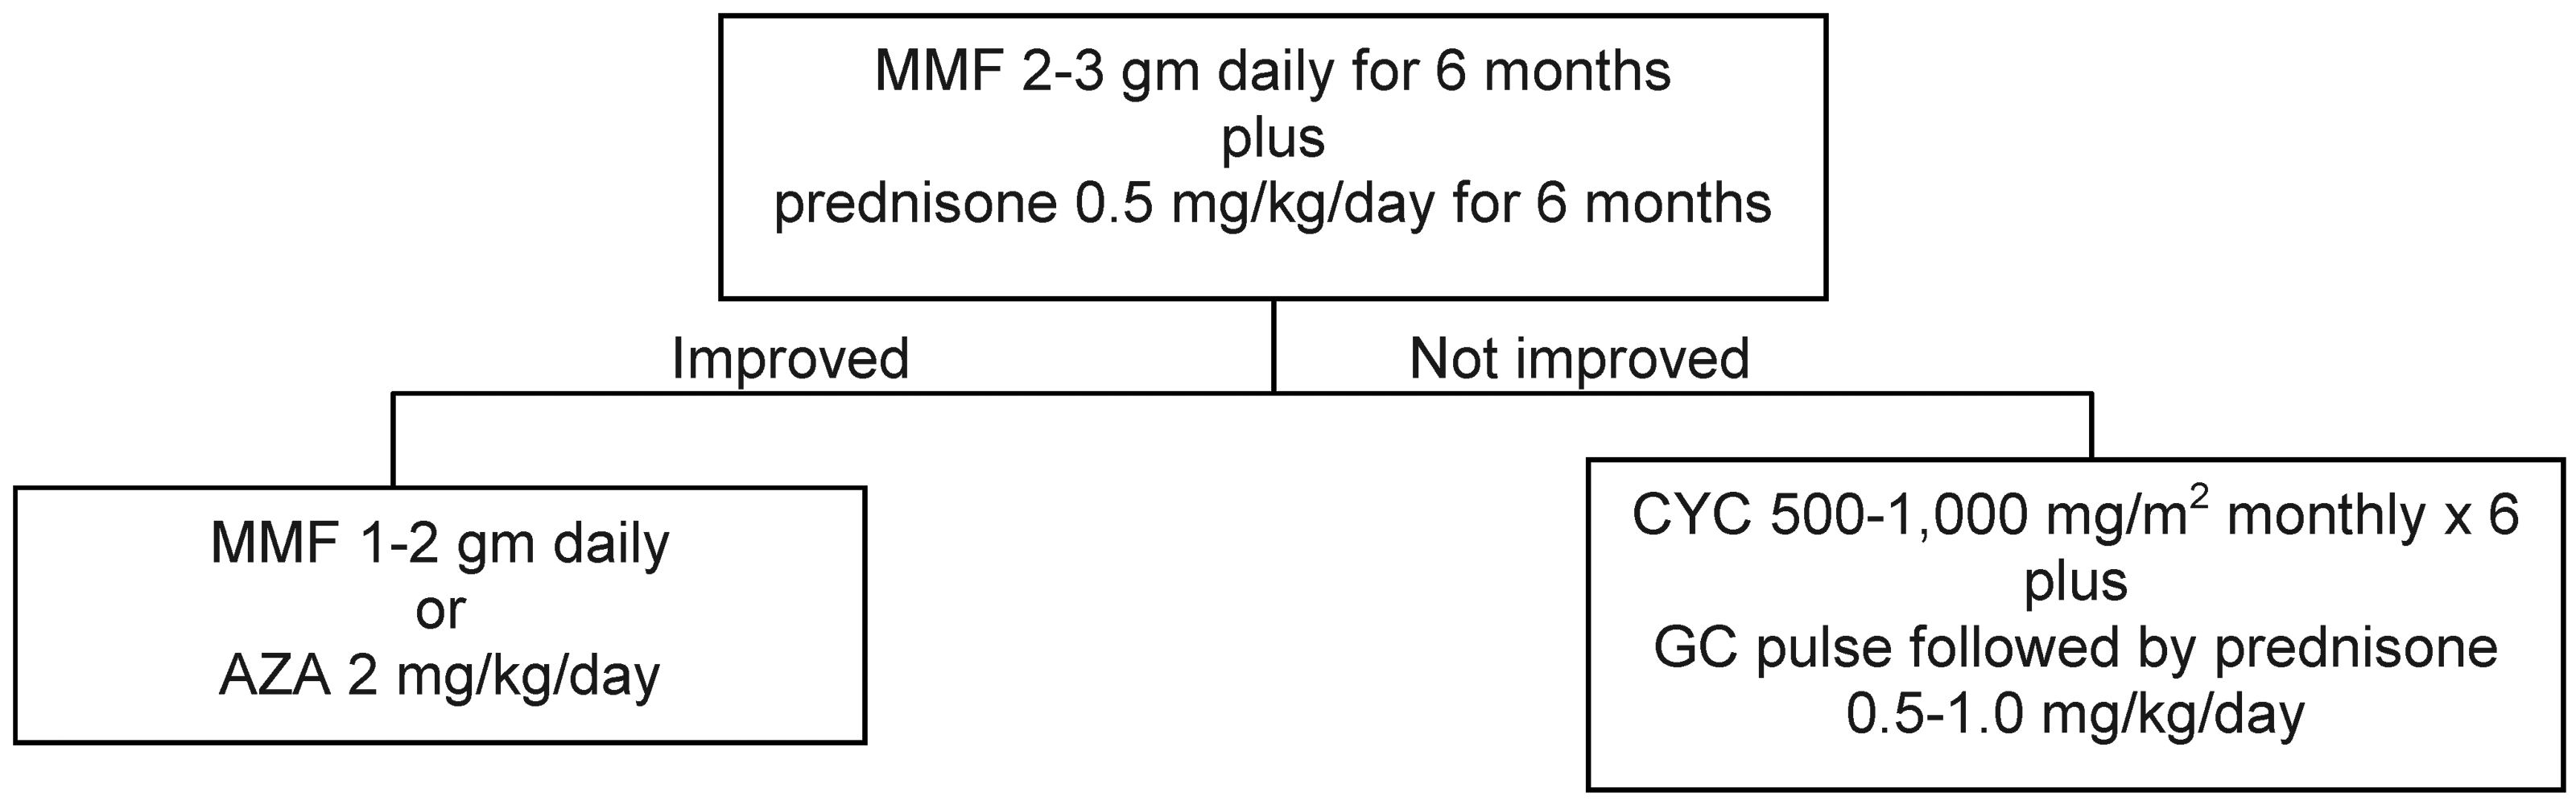 MMF 2-3 gm daily for 6 months
plus
prednisone 0.5 mg/kg/day for 6 months
Improved
Not improved
MMF 1-2 gm daily
or
AZA 2 mg/kg/day
CYC 500-1,000 mg/m² monthly x 6
plus
GC pulse followed by prednisone
0.5-1.0 mg/kg/day